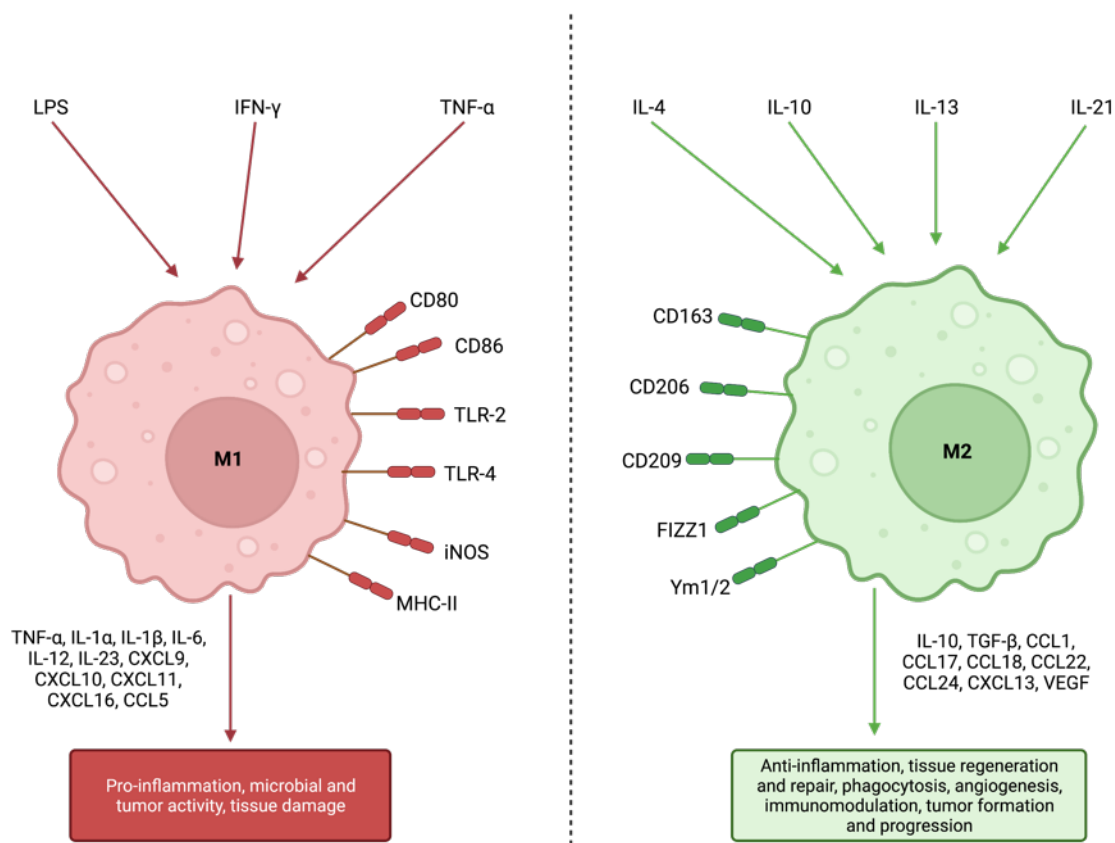 LPS
IFN-γ
TNF-α
CD80
CD86
TLR-2
TLR-4
iNOS
MHC-II
M1
TNF-α, IL-1α, IL-1β, IL-6,
IL-12, IL-23, CXCL9,
CXCL10, CXCL11,
CXCL16, CCL5
Pro-inflammation, microbial and
tumor activity, tissue damage
IL-4
IL-10
IL-13
IL-21
CD163
CD206
CD209
FIZZ1
Ym1/2
M2
IL-10, TGF-β, CCL1,
CCL17, CCL18, CCL22,
CCL24, CXCL13, VEGF
Anti-inflammation, tissue regeneration
and repair, phagocytosis, angiogenesis,
immunomodulation, tumor formation
and progression